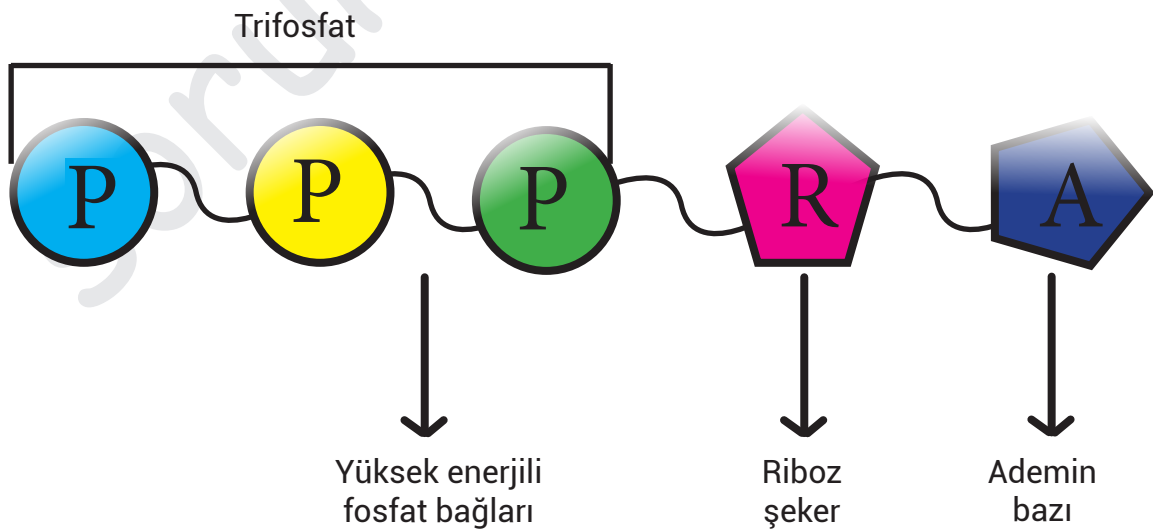 Trifosfat
P P P R A
Yüksek enerjili
fosfat bağları
Riboz
şeker
Ademin
bazı